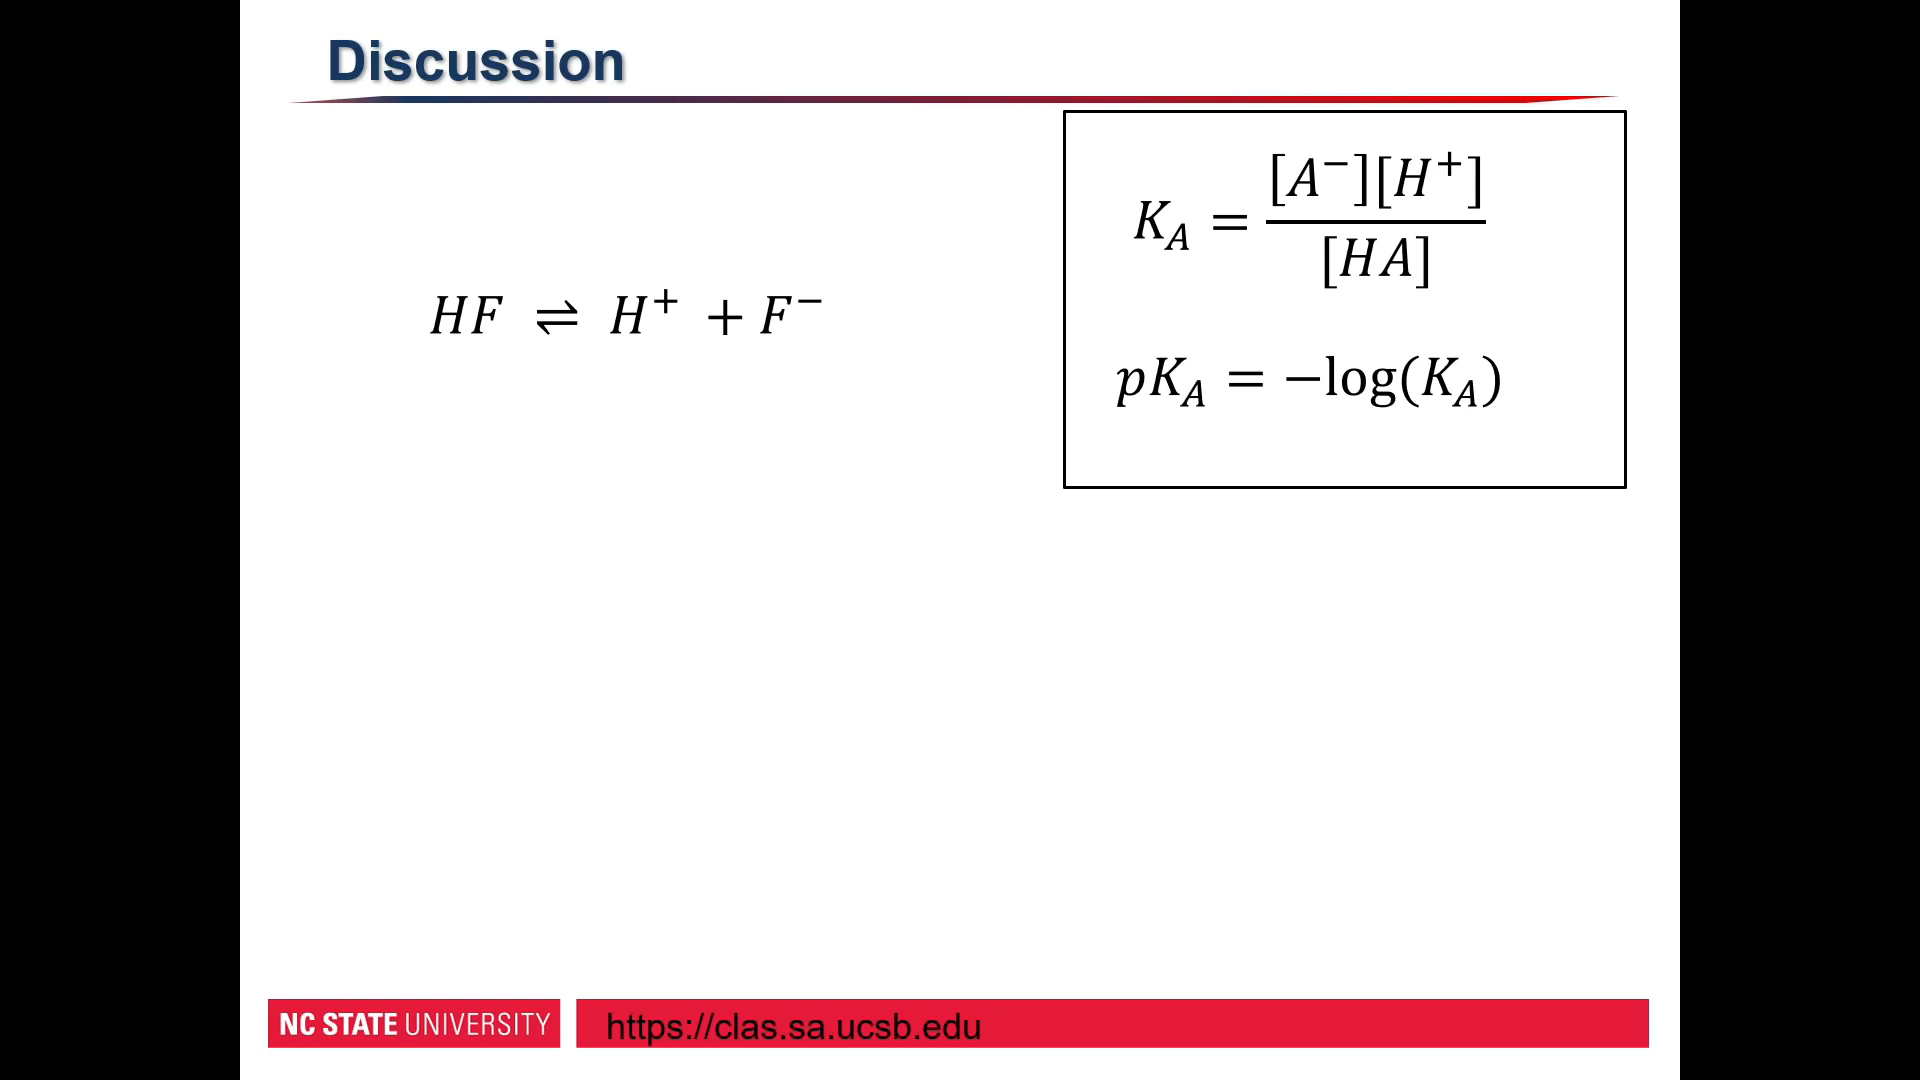 Discussion
HF ⇌ H⁺ + F⁻
K_A = [A⁻][H⁺] / [HA]
pK_A = −log(K_A)
NC STATE UNIVERSITY
https://clas.sa.ucsb.edu